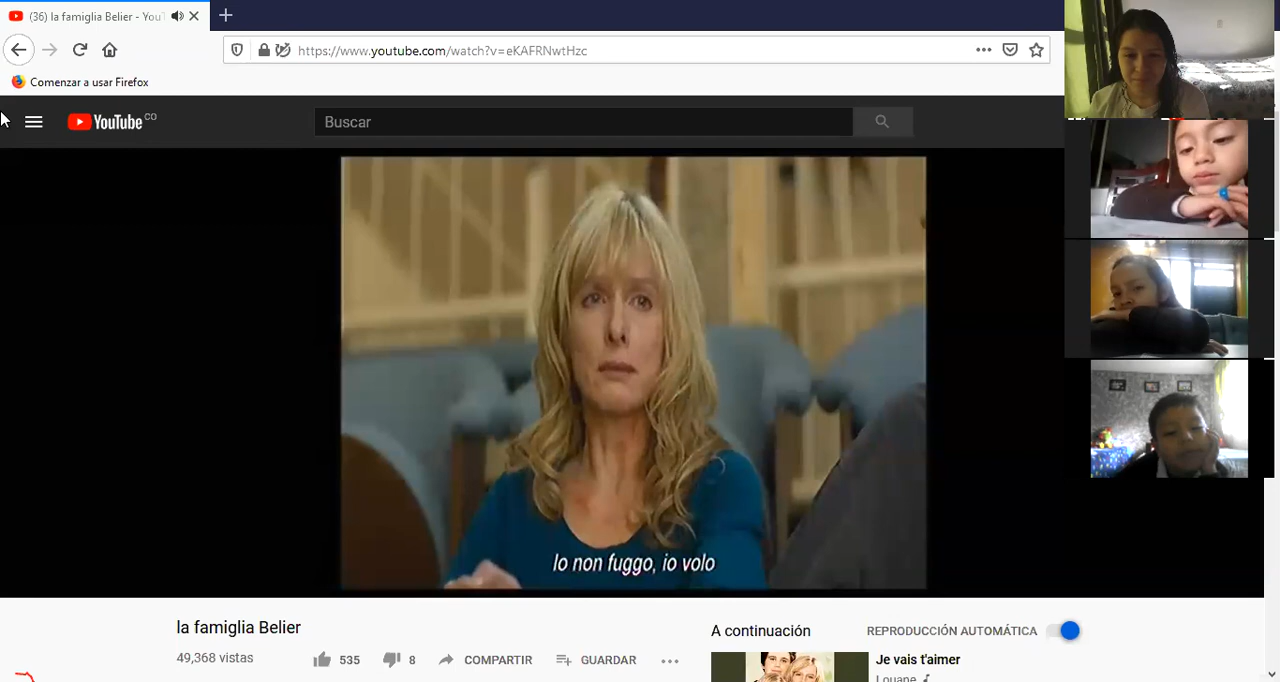 (36) la famiglia Belier - You
https://www.youtube.com/watch?v=eKAFRNwtHzc
Comenzar a usar Firefox
YouTube CO
Buscar
Io non fuggo, io volo
la famiglia Belier
49,368 vistas
535
8
COMPARTIR
GUARDAR
A continuación
REPRODUCCIÓN AUTOMÁTICA
Je vais t'aimer
Louane